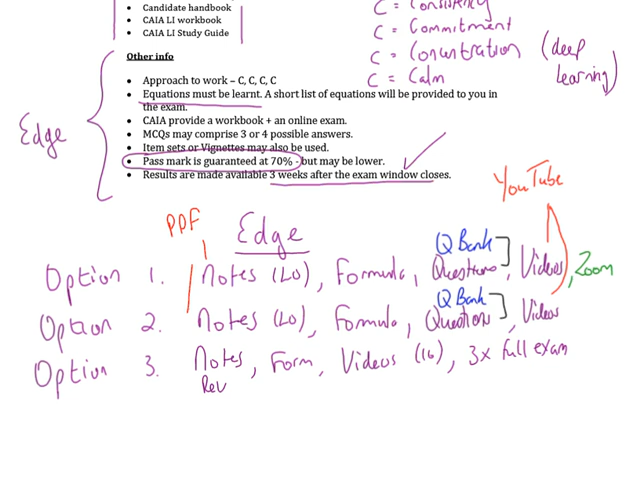 Candidate handbook
CAIA LI workbook
CAIA LI Study Guide
C = Consistency
C = Commitment
C = Concentration (deep learning)
C = Calm
Other info
Edge
Approach to work – C, C, C, C
Equations must be learnt. A short list of equations will be provided to you in
the exam.
CAIA provide a workbook + an online exam.
MCQs may comprise 3 or 4 possible answers.
Item sets or Vignettes may also be used.
Pass mark is guaranteed at 70% - but may be lower.
Results are made available 3 weeks after the exam window closes.
YouTube
PDF
Edge
Q Bank
Option 1. Notes (LO), Formula, Questions, Videos, Zoom
Q Bank
Option 2. Notes (LO), Formula, Question, Videos
Option 3. Notes, Form, Videos (16), 3x full exam
Rev